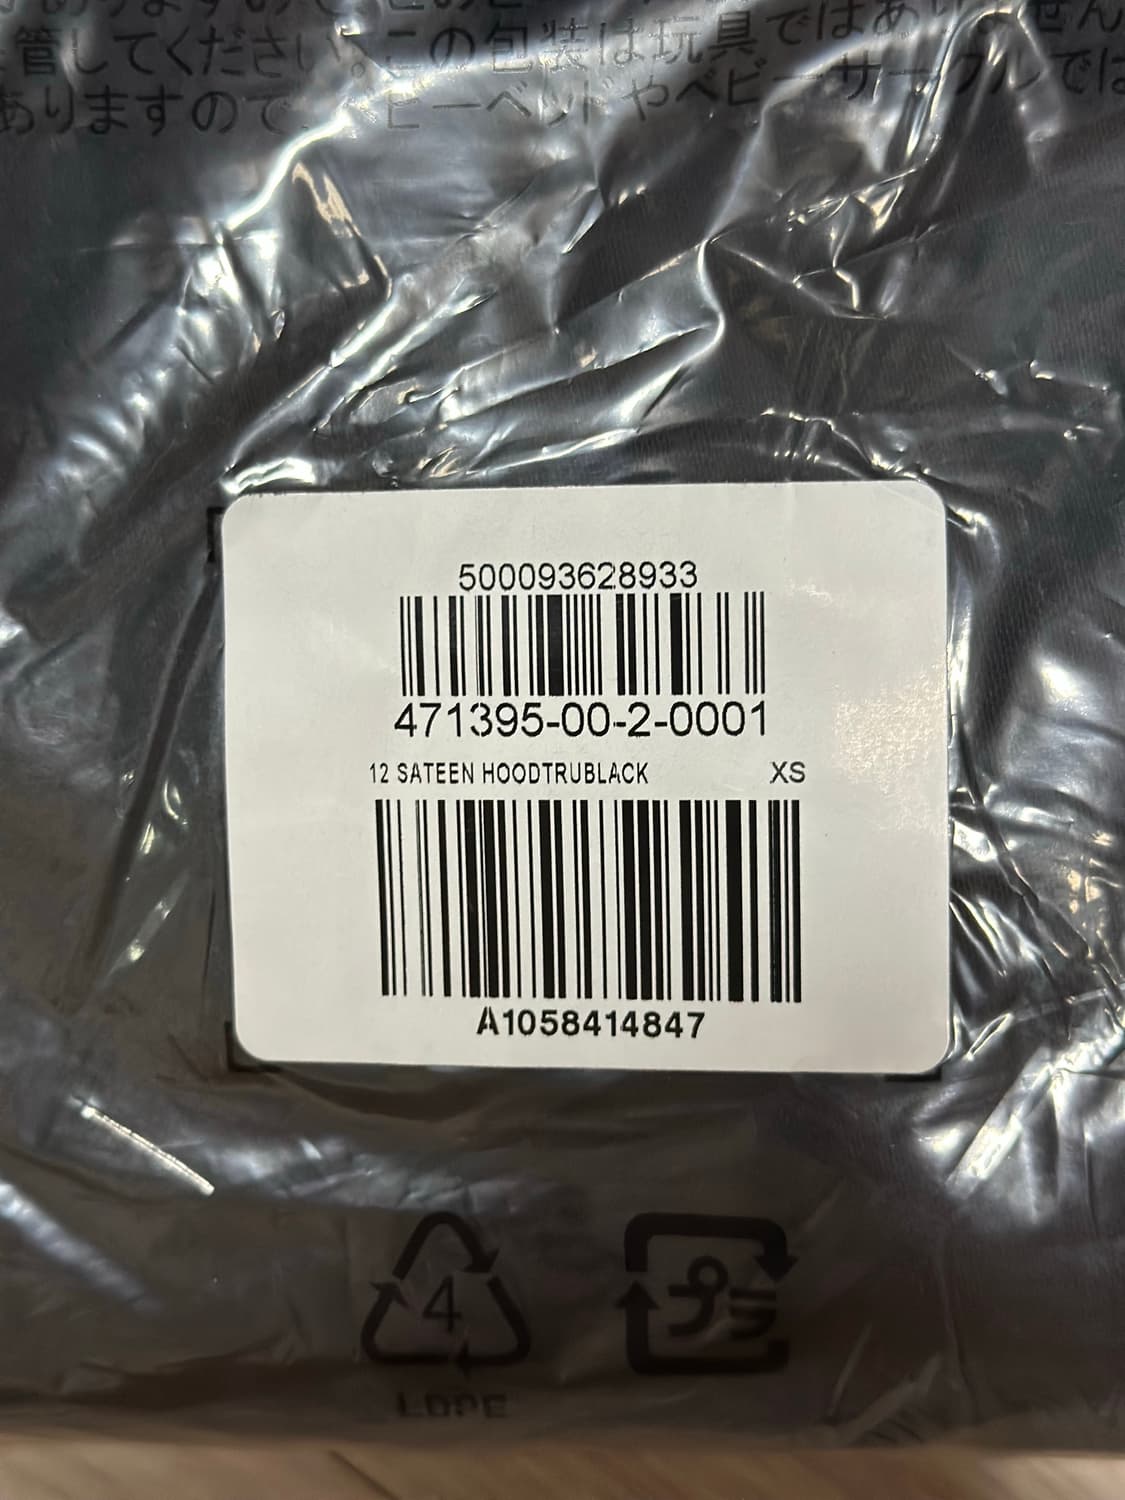 管してください。この包装は玩具ではありません
ありますので、ベビーベッドやベビーサークルでは
500093628933
471395-00-2-0001
12 SATEEN HOODTRUBLACK XS
A1058414847
4 プラ
LDPE